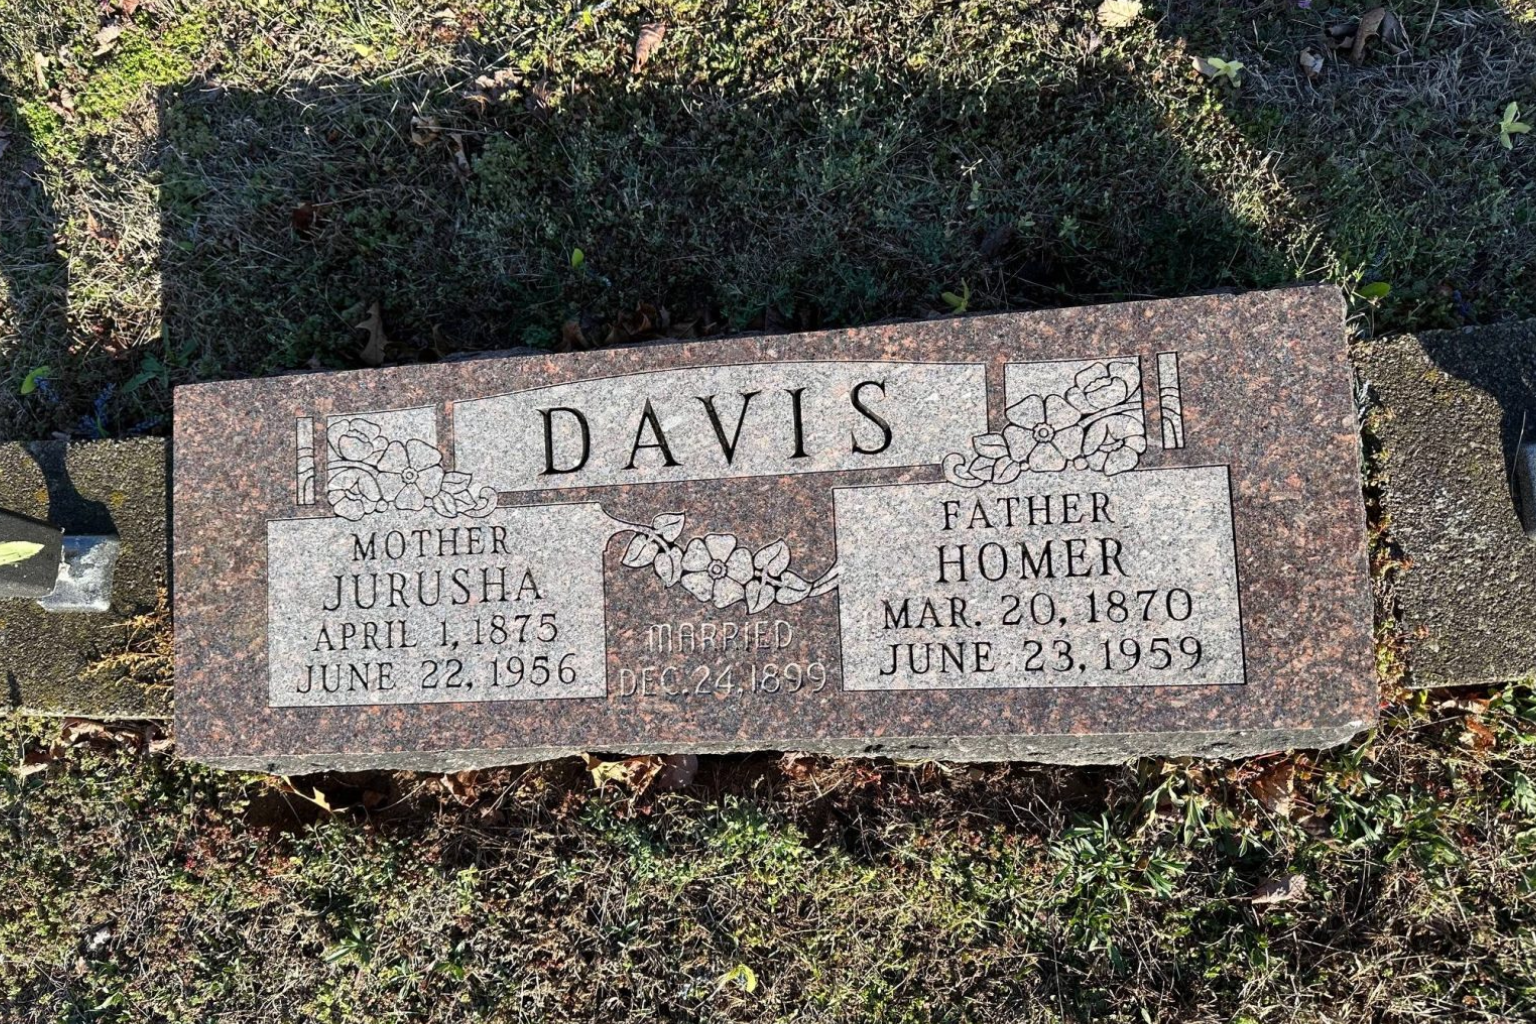 DAVIS
MOTHER
JURUSHA
APRIL 1, 1875
JUNE 22, 1956
MARRIED
DEC. 24, 1899
FATHER
HOMER
MAR. 20, 1870
JUNE 23, 1959